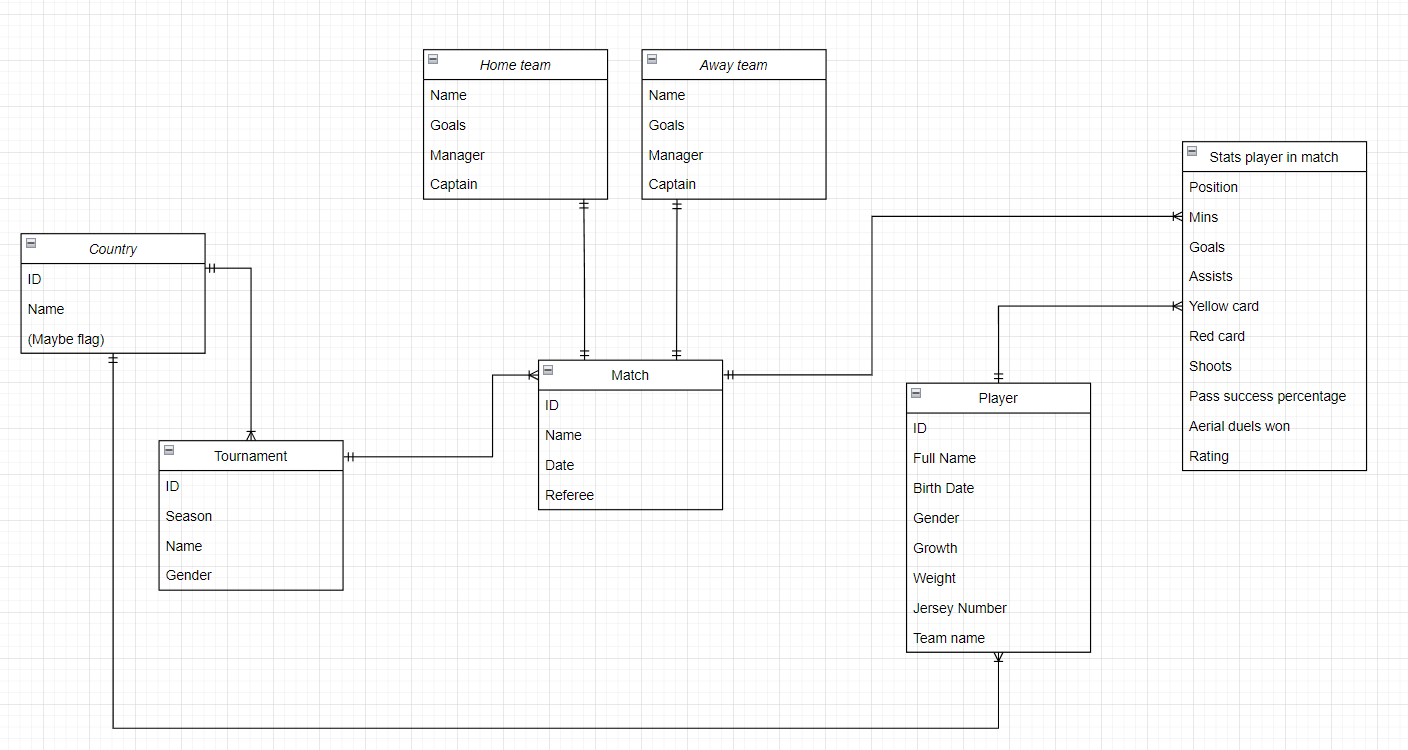 Home team
Name
Goals
Manager
Captain
Away team
Name
Goals
Manager
Captain
Stats player in match
Position
Mins
Goals
Assists
Yellow card
Red card
Shoots
Pass success percentage
Aerial duels won
Rating
Country
ID
Name
(Maybe flag)
Match
ID
Name
Date
Referee
Player
ID
Full Name
Birth Date
Gender
Growth
Weight
Jersey Number
Team name
Tournament
ID
Season
Name
Gender